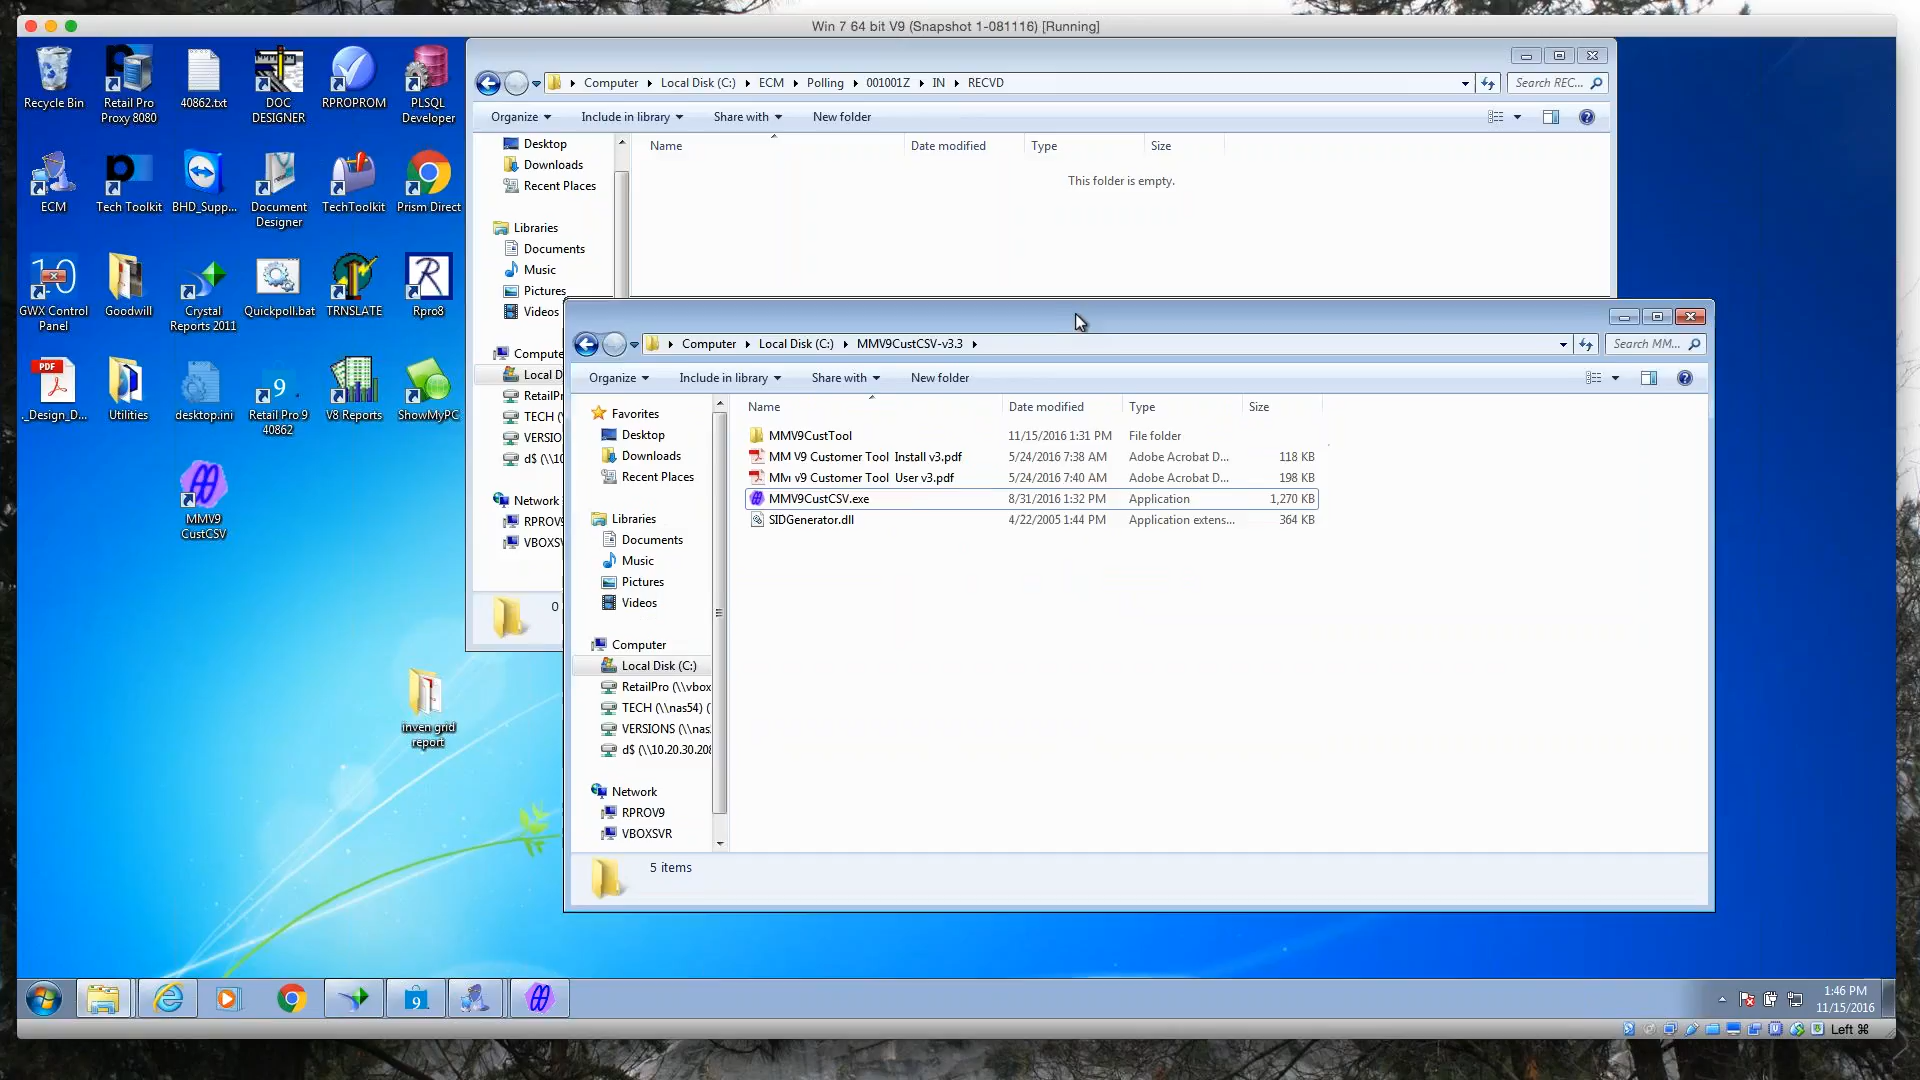 Win 7 64 bit V9 (Snapshot 1-081116) [Running]
Recycle Bin
Retail Pro
Proxy 8080
40862.txt
DOC
DESIGNER
RPROPROM
PLSQL
Developer
ECM
Tech Toolkit
BHD_Supp...
Document
Designer
TechToolkit
Prism Direct
GWX Control
Panel
Goodwill
Crystal
Reports 2011
Quickpoll.bat
TRNSLATE
Rpro8
._Design_D...
Utilities
desktop.ini
Retail Pro 9
40862
V8 Reports
ShowMyPC
MMV9
CustCSV
inven grid
report
Computer
Local Disk (C:)
ECM
Polling
001001Z
IN
RECVD
Search REC...
Organize
Include in library
Share with
New folder
Desktop
Downloads
Recent Places
Libraries
Documents
Music
Pictures
Videos
Compute
Local D
RetailPr
TECH (
VERSIO
d$ (\\10
Network
RPROV9
VBOXSV
0
Name
Date modified
Type
Size
This folder is empty.
Computer
Local Disk (C:)
MMV9CustCSV-v3.3
Search MM...
Organize
Include in library
Share with
New folder
Favorites
Desktop
Downloads
Recent Places
Libraries
Documents
Music
Pictures
Videos
Computer
Local Disk (C:)
RetailPro (\\vbox
TECH (\\nas54) (
VERSIONS (\\nas
d$ (\\10.20.30.208
Network
RPROV9
VBOXSVR
Name Date modified Type Size
MMV9CustTool 11/15/2016 1:31 PM File folder
MM V9 Customer Tool Install v3.pdf 5/24/2016 7:38 AM Adobe Acrobat D... 118 KB
MM v9 Customer Tool User v3.pdf 5/24/2016 7:40 AM Adobe Acrobat D... 198 KB
MMV9CustCSV.exe 8/31/2016 1:32 PM Application 1,270 KB
SIDGenerator.dll 4/22/2005 1:44 PM Application extens... 364 KB
5 items
1:46 PM
11/15/2016
Left ⌘